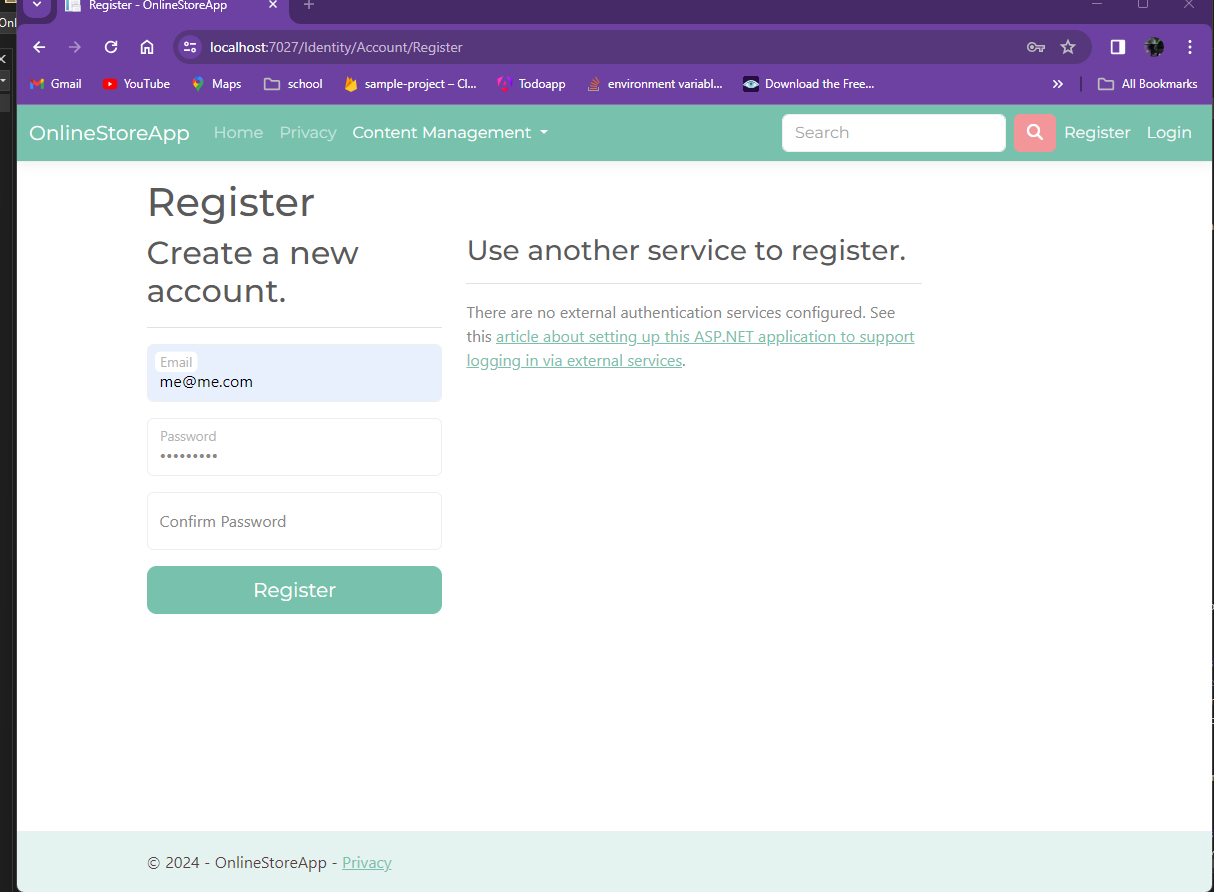 Onl
Register - OnlineStoreApp
localhost:7027/Identity/Account/Register
Gmail YouTube Maps school sample-project – Cl... Todoapp environment variabl... Download the Free... » All Bookmarks
OnlineStoreApp Home Privacy Content Management Search Register Login
Register
Create a new
account.
Email
me@me.com
Password
•••••••••
Confirm Password
Register
Use another service to register.
There are no external authentication services configured. See
this article about setting up this ASP.NET application to support
logging in via external services.
© 2024 - OnlineStoreApp - Privacy